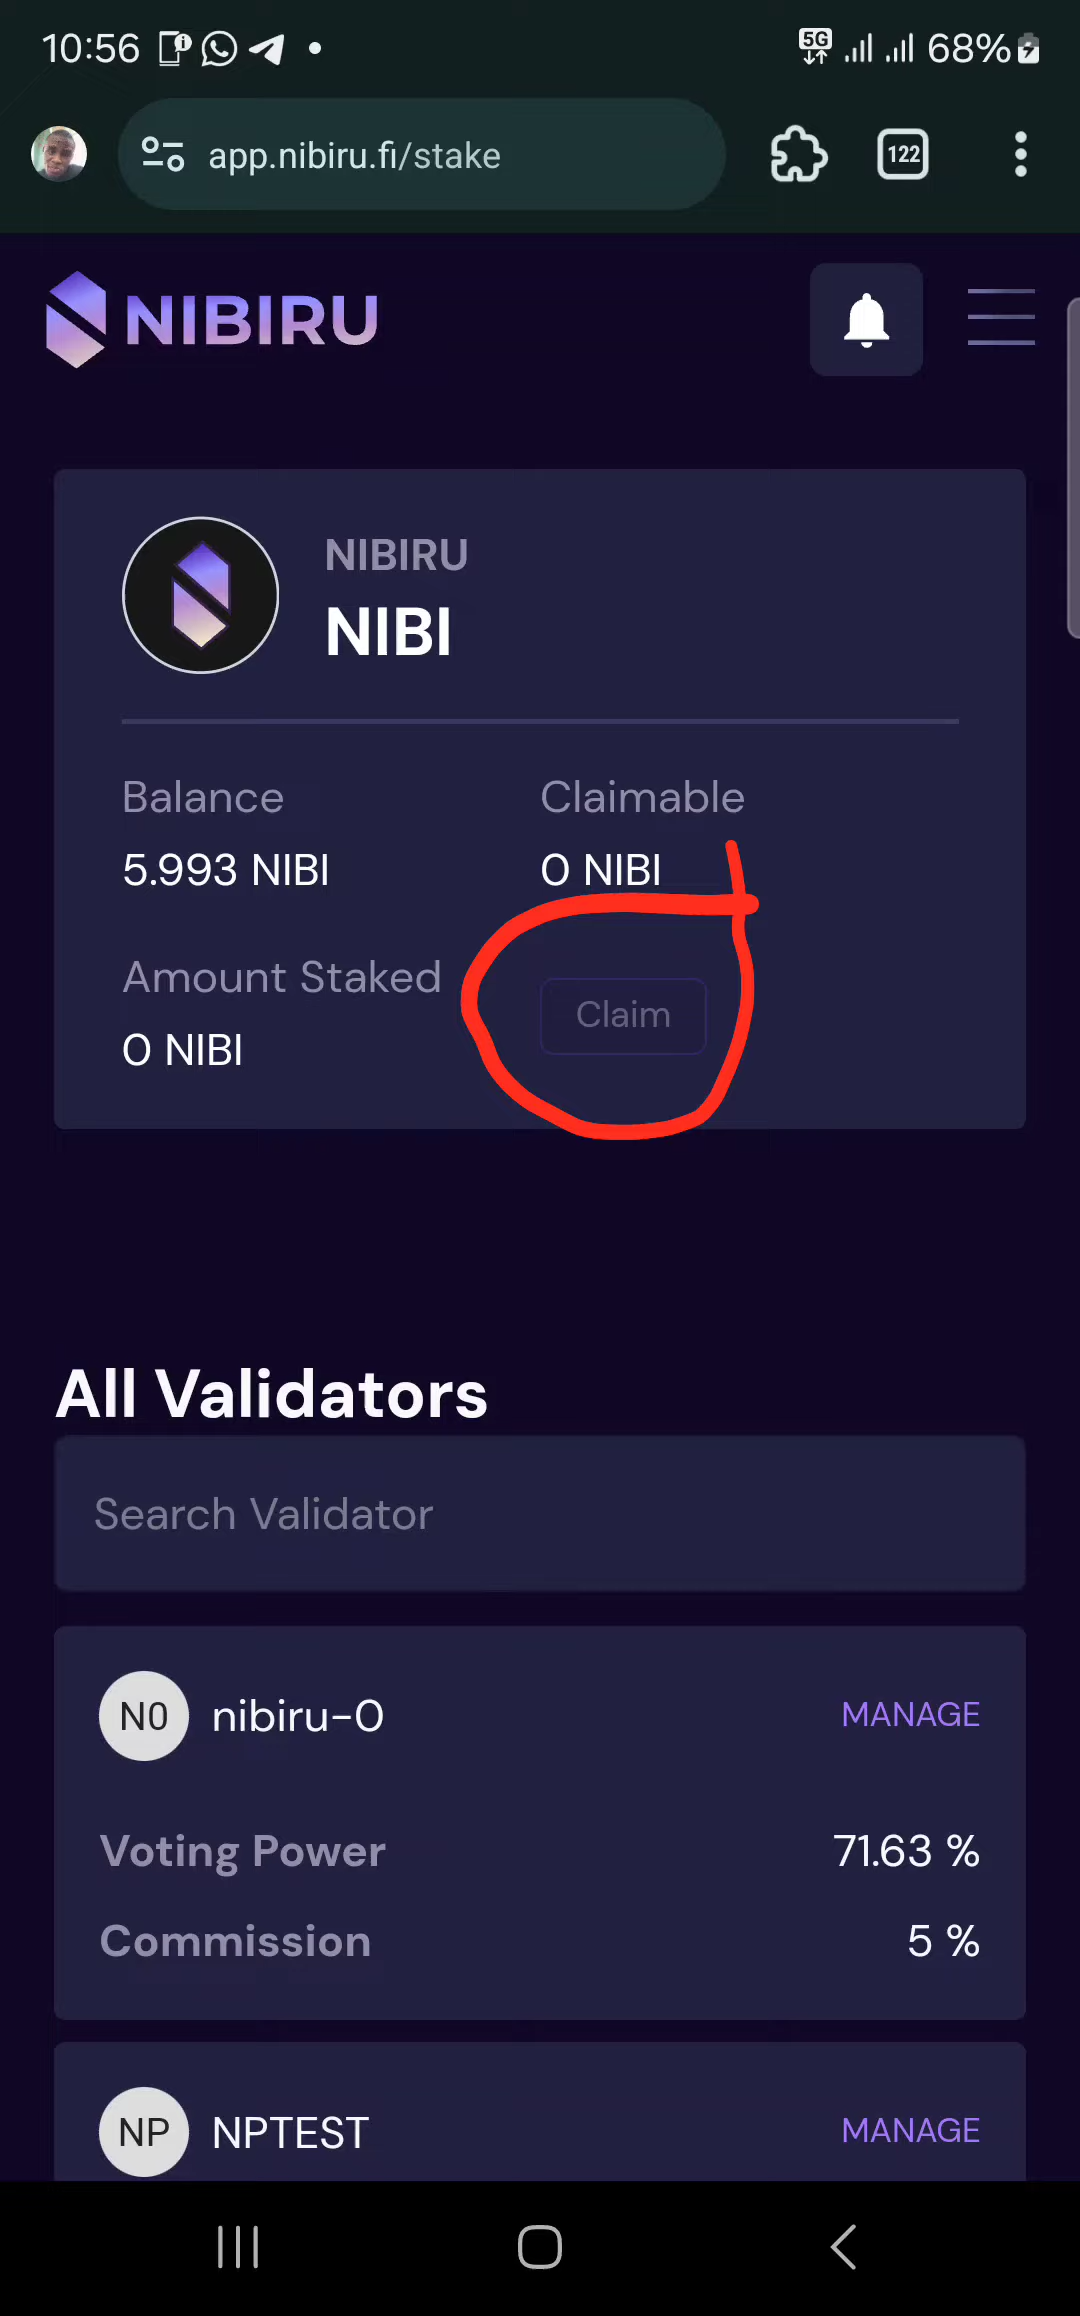 10:56
5G
68%
app.nibiru.fi/stake
122
NIBIRU
NIBIRU
NIBI
Balance
Claimable
5.993 NIBI
0 NIBI
Amount Staked
Claim
0 NIBI
All Validators
Search Validator
N0
nibiru-0
MANAGE
Voting Power
71.63 %
Commission
5 %
NP
NPTEST
MANAGE